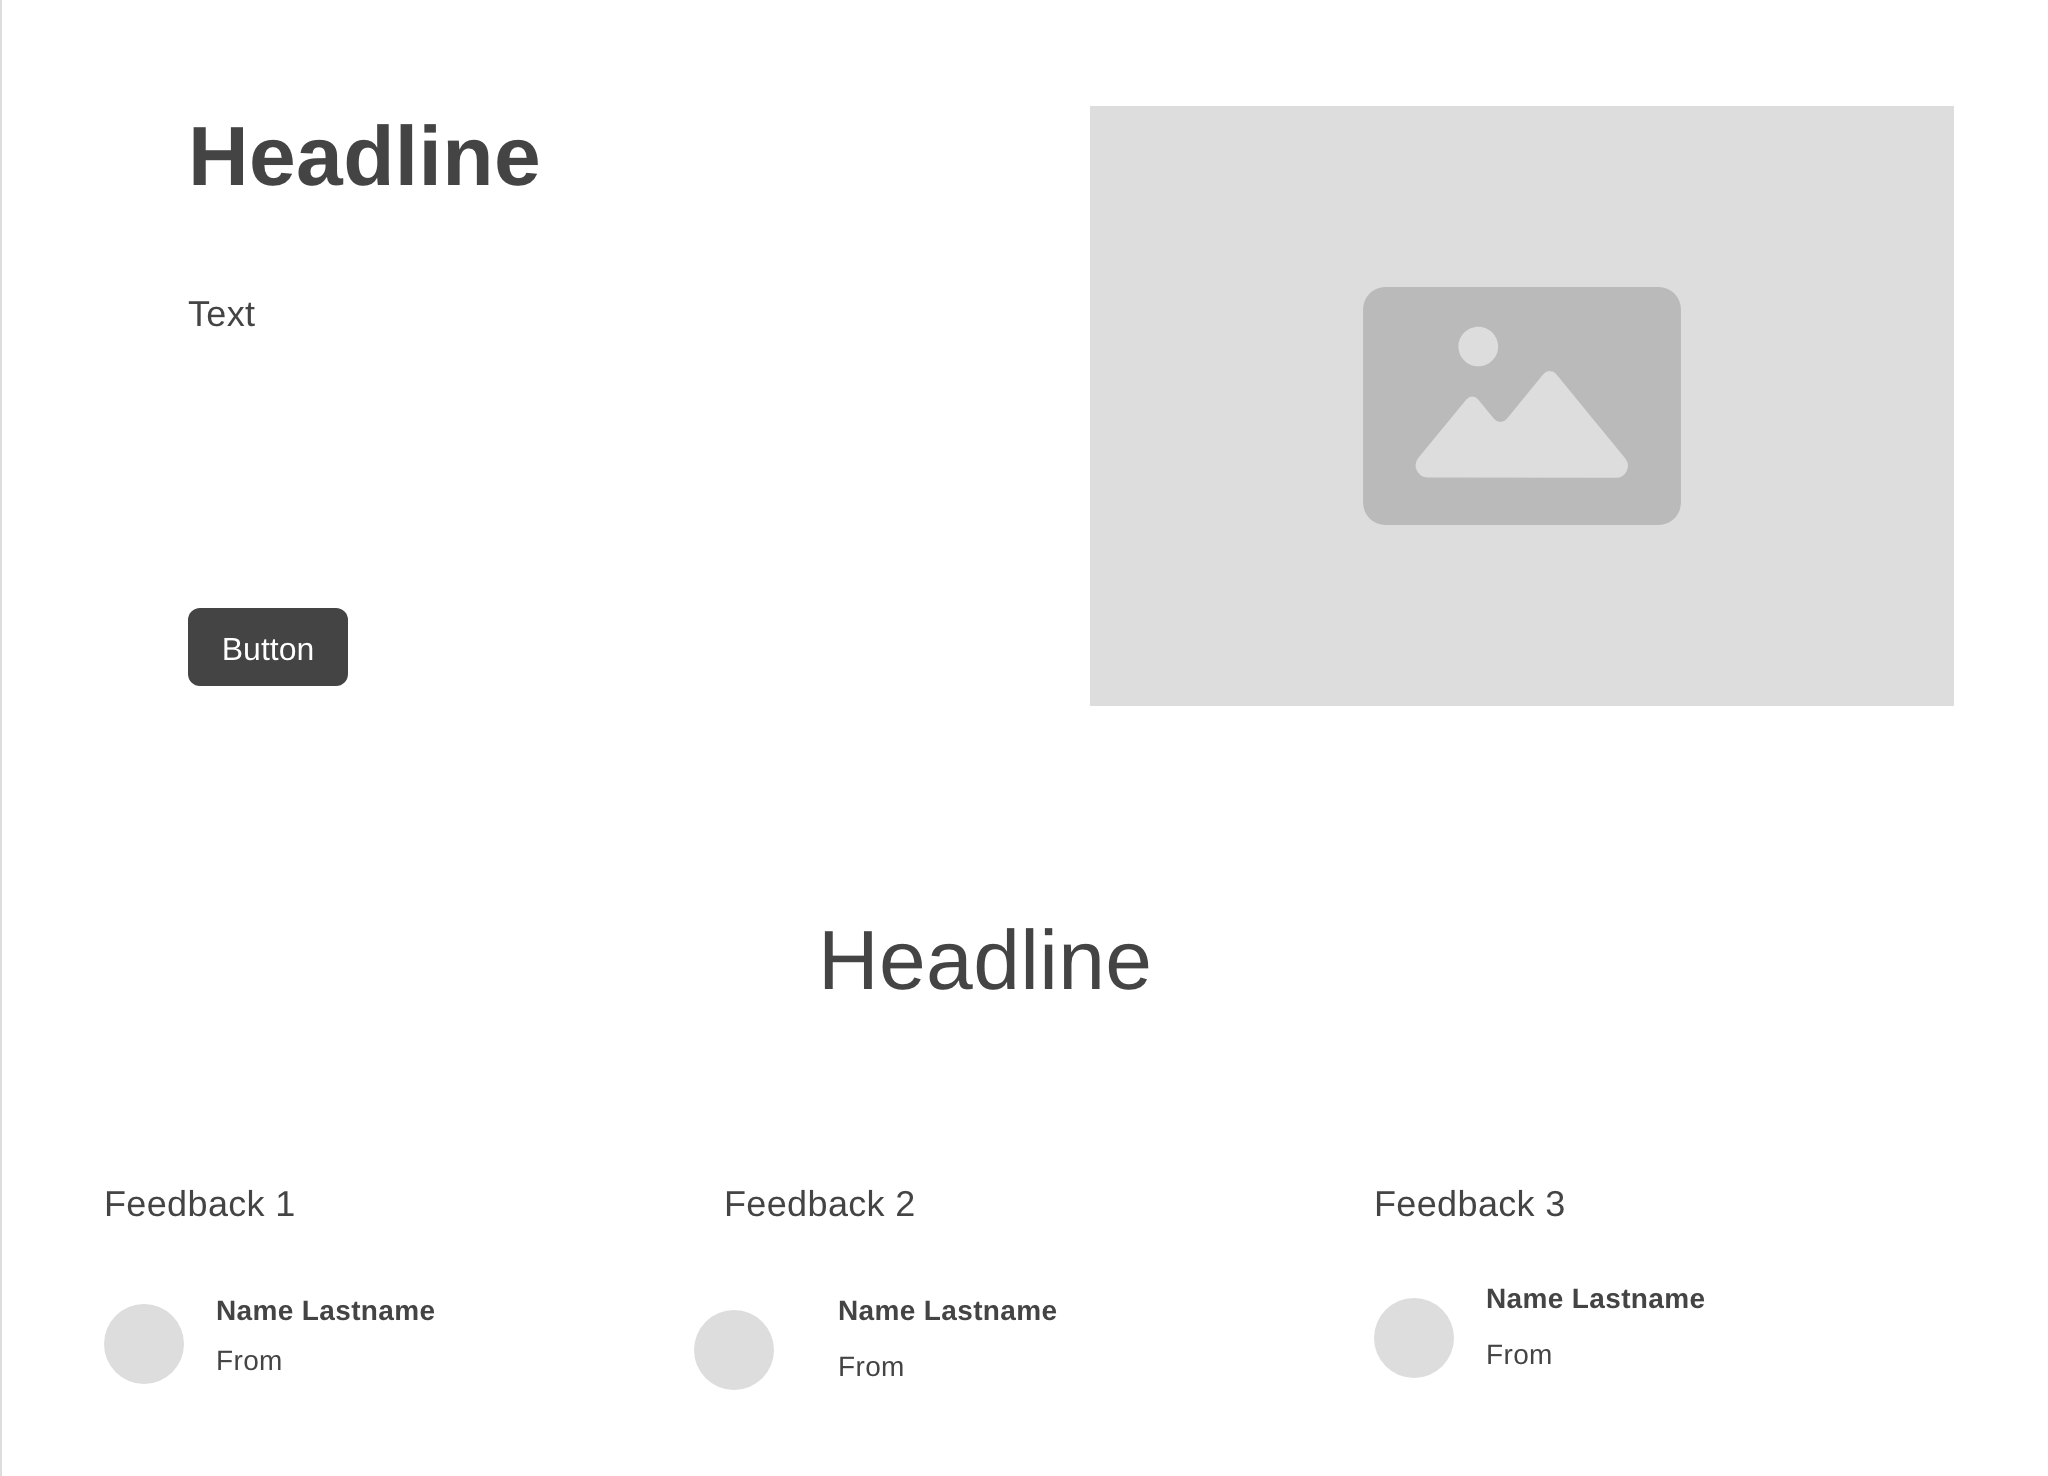 Headline
Text
Button
Headline
Feedback 1
Name Lastname
From
Feedback 2
Name Lastname
From
Feedback 3
Name Lastname
From